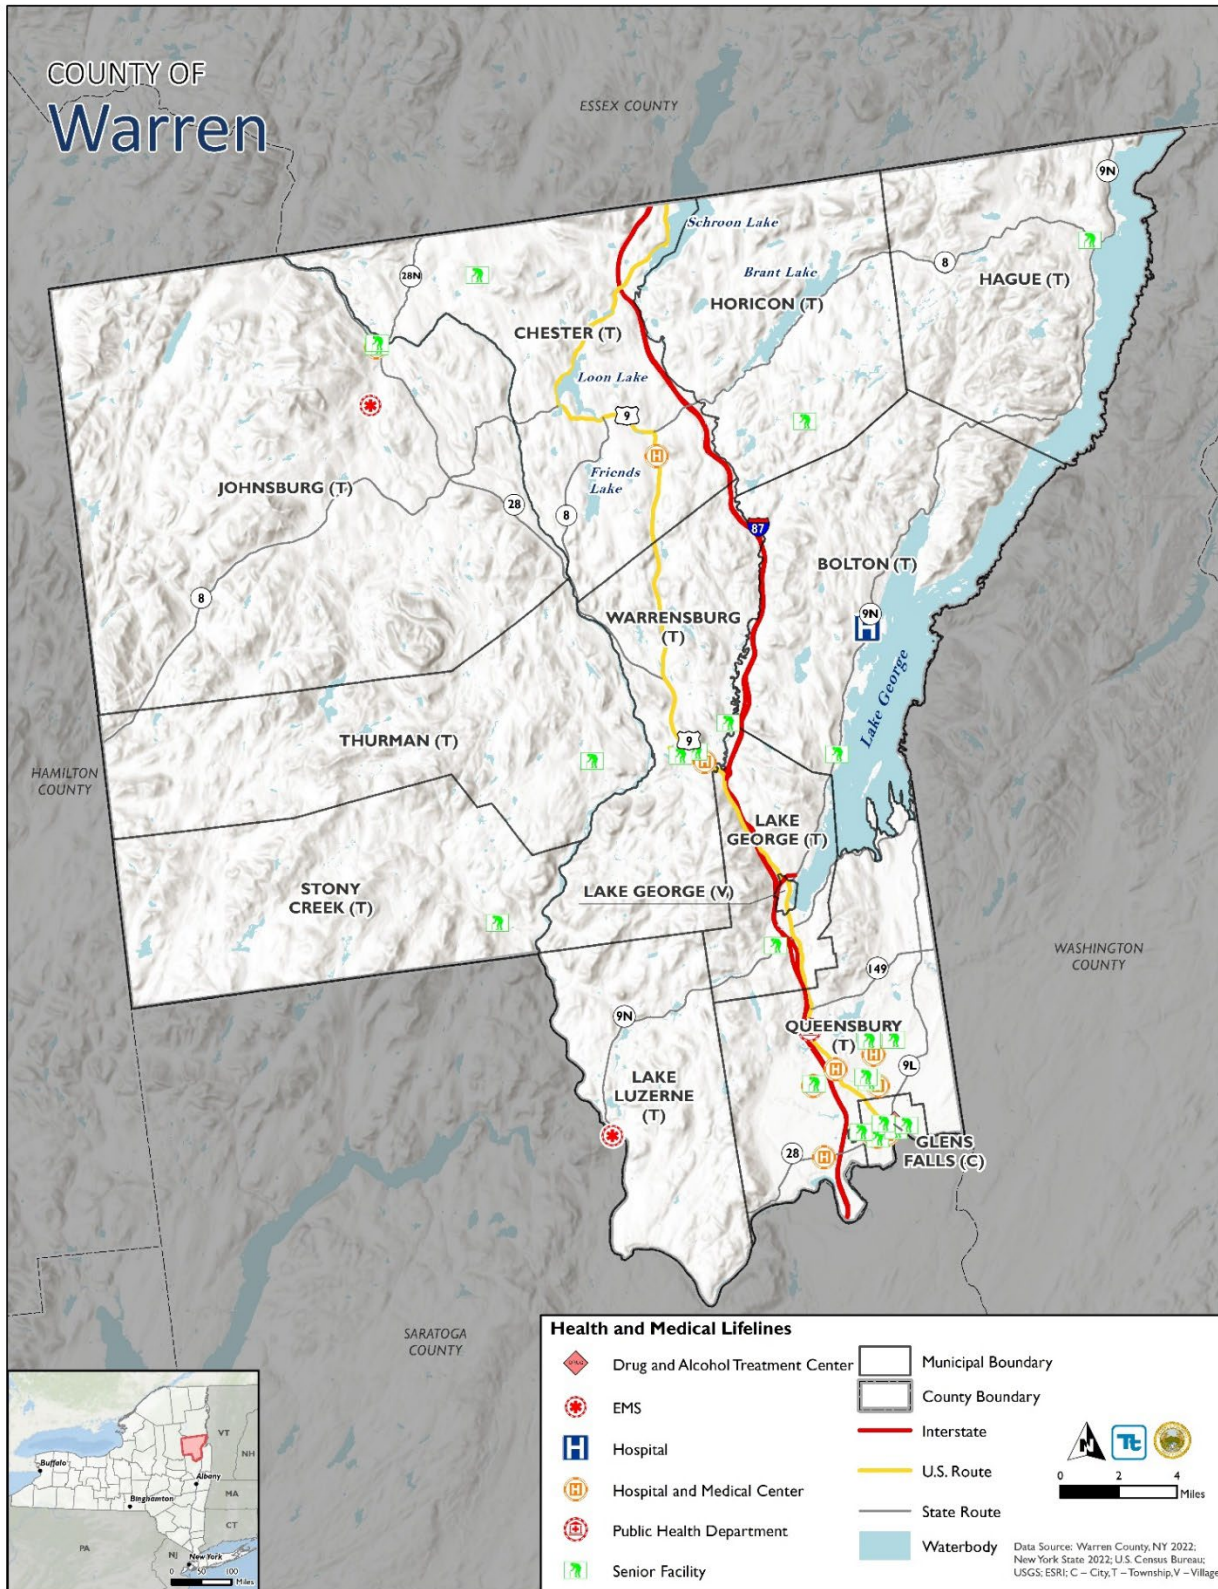 COUNTY OF
Warren
ESSEX COUNTY
9N
Schroon Lake
28N
Brant Lake
8
HAGUE (T)
HORICON (T)
CHESTER (T)
Loon Lake
9
Friends
Lake
JOHNSBURG (T)
28
8
87
BOLTON (T)
8
9N
WARRENSBURG
(T)
Lake George
THURMAN (T)
9
HAMILTON
COUNTY
LAKE
GEORGE (T)
STONY
CREEK (T)
LAKE GEORGE (V)
WASHINGTON
COUNTY
149
9N
QUEENSBURY
(T)
9L
LAKE
LUZERNE
(T)
GLENS
FALLS (C)
28
SARATOGA
COUNTY
Health and Medical Lifelines
Drug and Alcohol Treatment Center
EMS
H Hospital
H Hospital and Medical Center
Public Health Department
Senior Facility
Municipal Boundary
County Boundary
Interstate
U.S. Route
State Route
Waterbody
N
Tt
0 2 4
Miles
Data Source: Warren County, NY 2022;
New York State 2022; U.S. Census Bureau;
USGS; ESRI; C – City, T – Township, V – Village
VT
NH
Buffalo
Albany
Binghamton
MA
CT
PA
NJ
New York
0 50 100
Miles